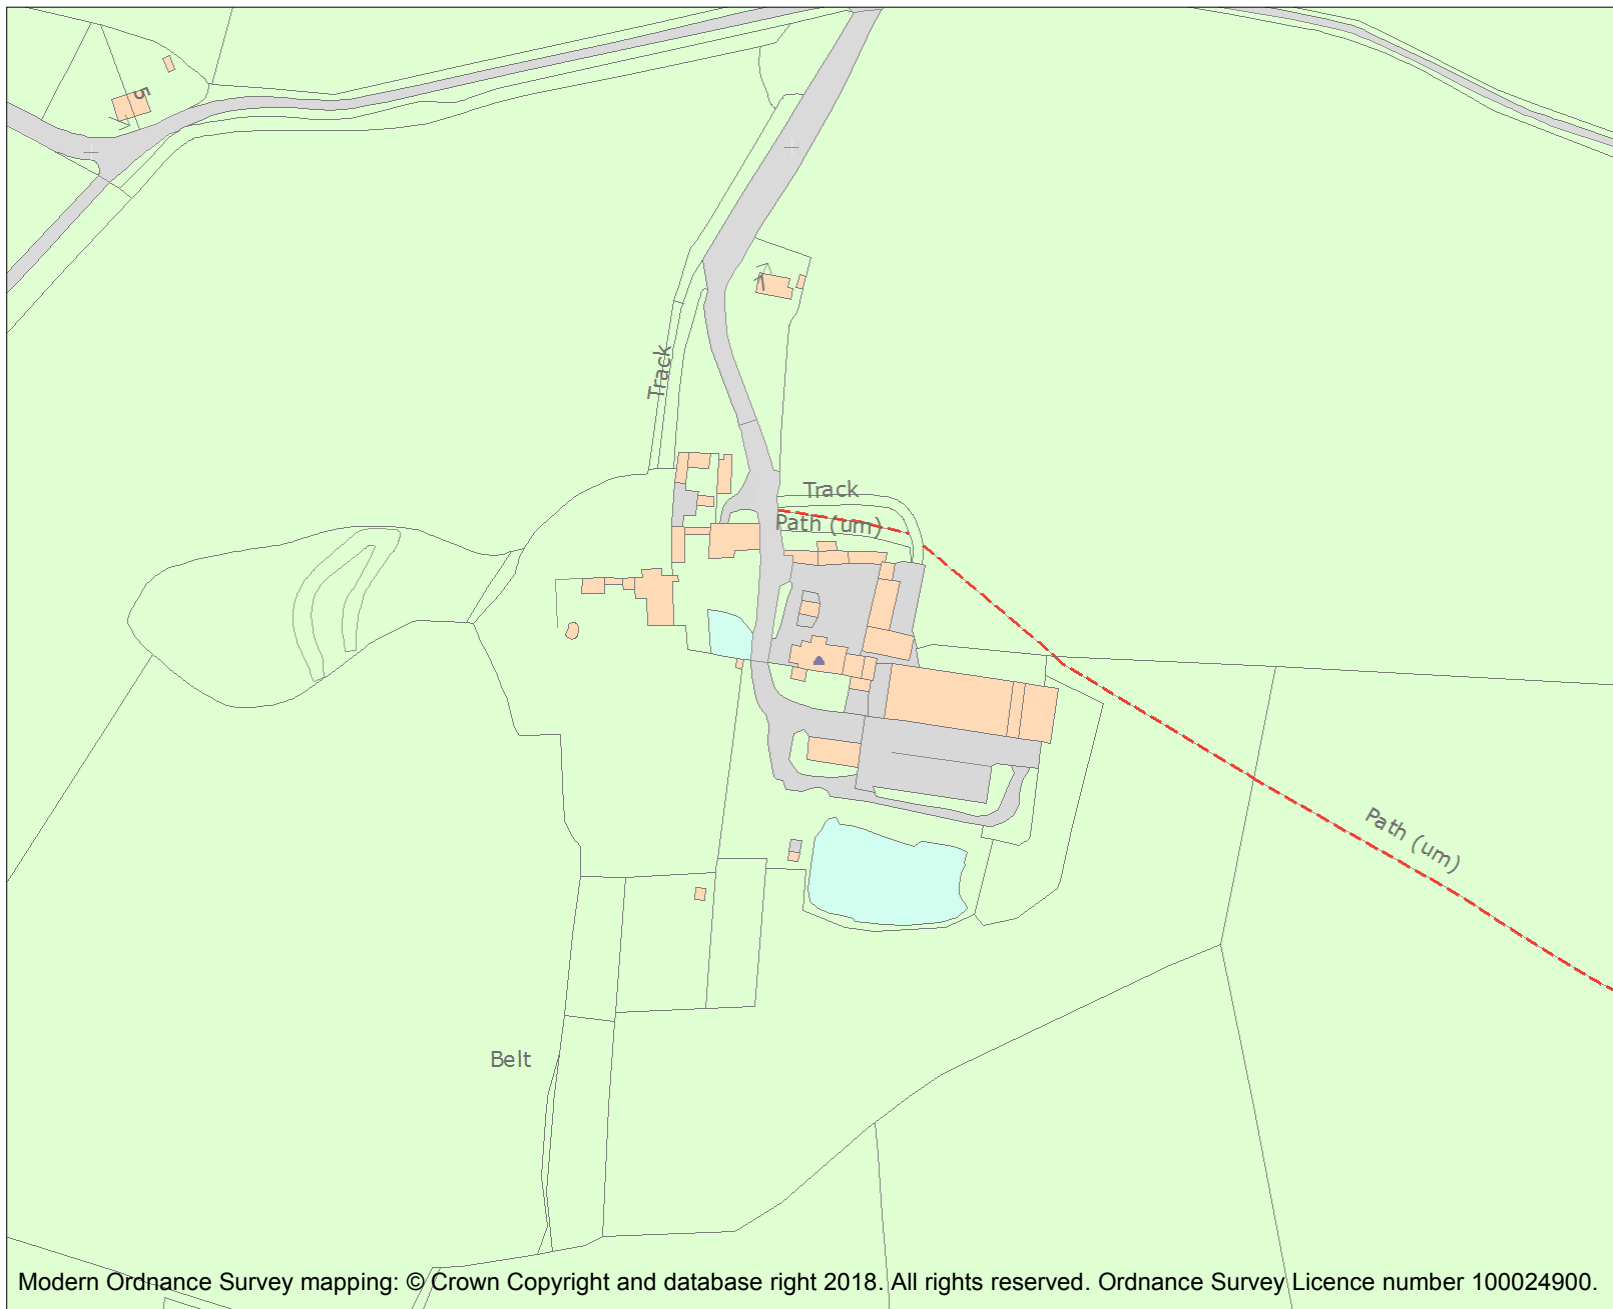 5
1
Track
Track
Path (um)
Path (um)
Belt
Modern Ordnance Survey mapping: © Crown Copyright and database right 2018. All rights reserved. Ordnance Survey Licence number 100024900.